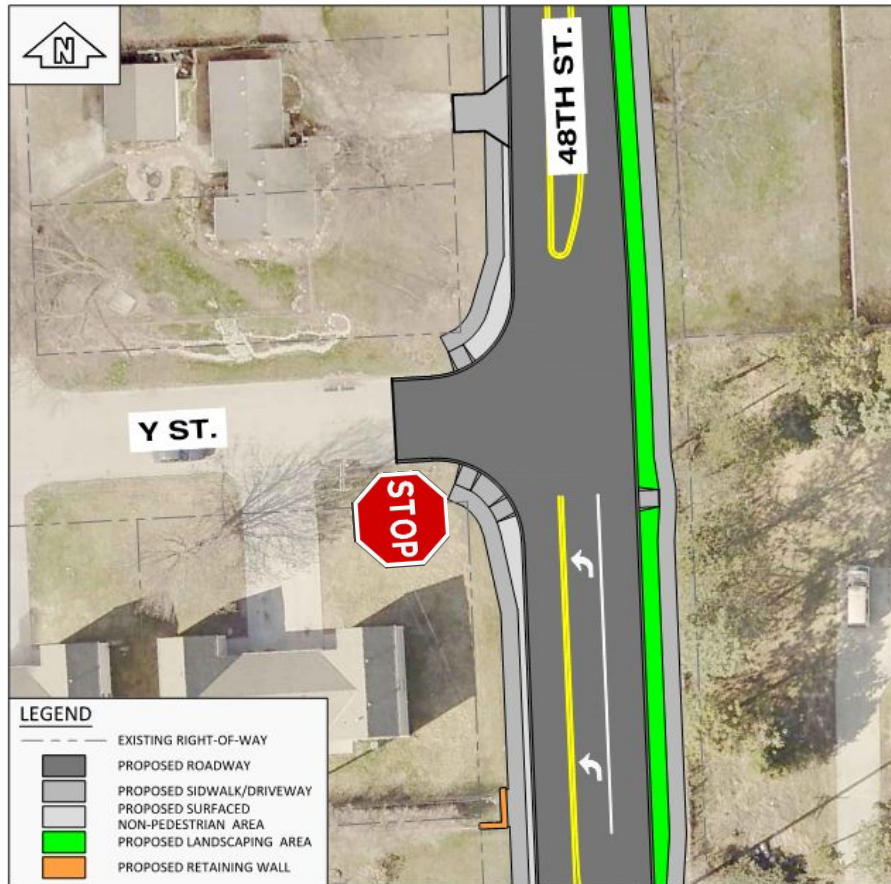 N
48TH ST.
Y ST.
STOP
LEGEND
EXISTING RIGHT-OF-WAY
PROPOSED ROADWAY
PROPOSED SIDWALK/DRIVEWAY
PROPOSED SURFACED
NON-PEDESTRIAN AREA
PROPOSED LANDSCAPING AREA
PROPOSED RETAINING WALL